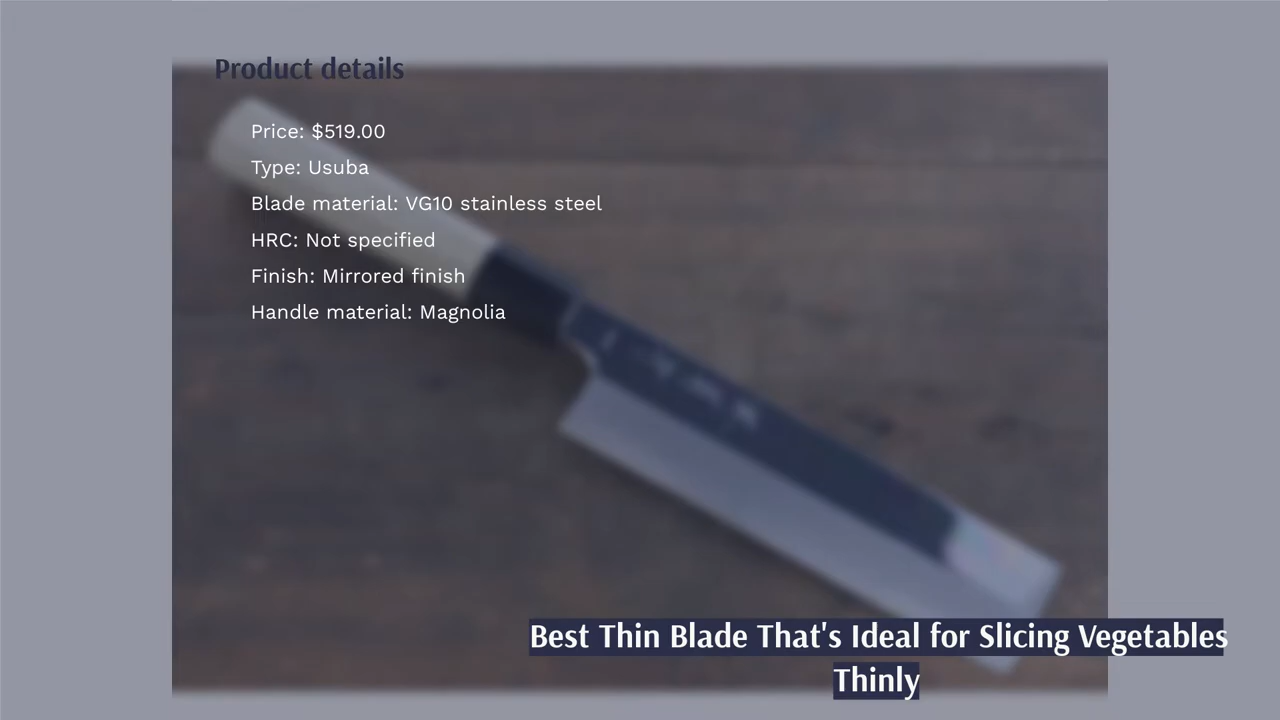 Product details
Price: $519.00
Type: Usuba
Blade material: VG10 stainless steel
HRC: Not specified
Finish: Mirrored finish
Handle material: Magnolia
Best Thin Blade That's Ideal for Slicing Vegetables
Thinly